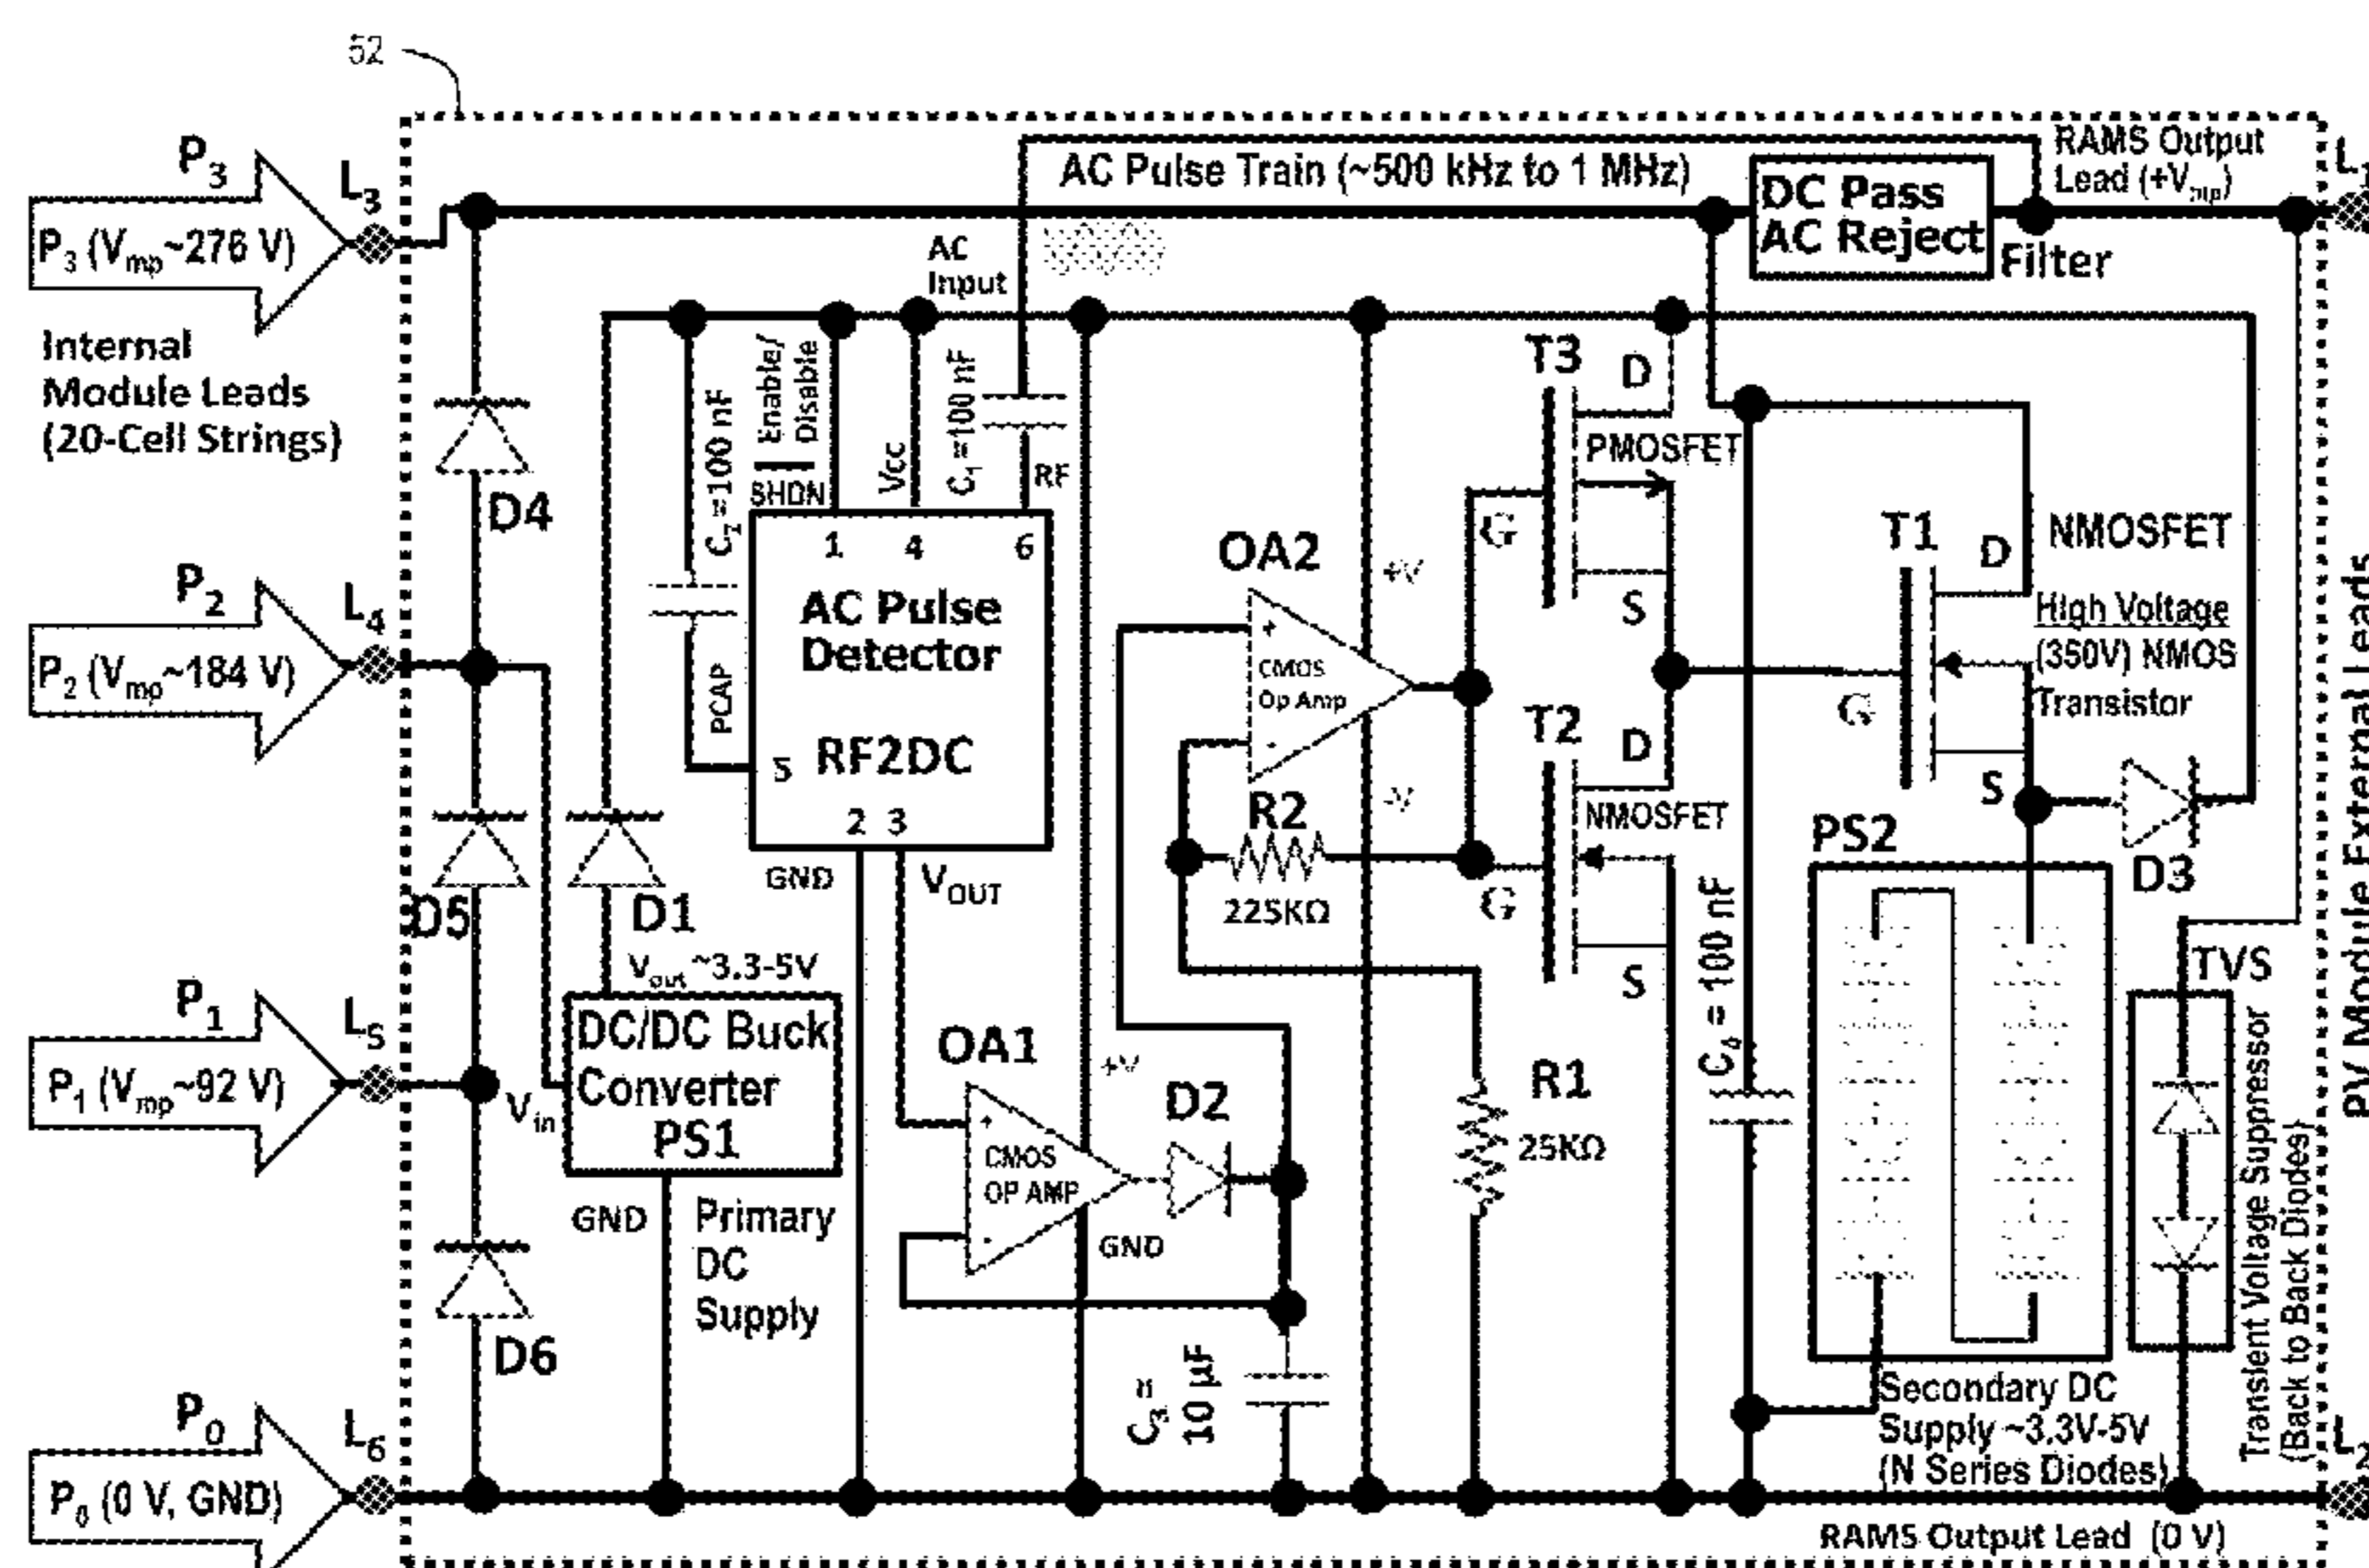 52
P3
L3
P3 (Vmp~276 V)
Internal
Module Leads
(20-Cell Strings)
P2
L4
P2 (Vmp~184 V)
P1
L5
P1 (Vmp~92 V)
P0
L6
P0 (0 V, GND)
D4
D5
D6
D1
Vout ~3.3-5V
Vin
DC/DC Buck
Converter
PS1
GND
Primary
DC
Supply
AC Pulse Train (~500 kHz to 1 MHz)
AC
Input
Enable/
Disable
SHDN
Vcc
C1 =100 nF
RF
C2 =100 nF
PCAP
1 4 6
AC Pulse
Detector
5 RF2DC
2 3
GND
VOUT
OA1
+V
+
CMOS
OP AMP
-
GND
D2
C3 =
10 µF
OA2
+V
+
CMOS
Op Amp
-
-V
R2
225KΩ
R1
25KΩ
T3
D
PMOSFET
G
S
T2
D
NMOSFET
G
S
DC Pass
AC Reject
Filter
RAMS Output
Lead (+Vmp)
L1
T1
D
NMOSFET
High Voltage
(350V) NMOS
Transistor
G
S
D3
C4 = 100 nF
PS2
Secondary DC
Supply ~3.3V-5V
(N Series Diodes)
TVS
Transient Voltage Suppressor
(Back to Back Diodes)
PV Module External Leads
L2
RAMS Output Lead (0 V)